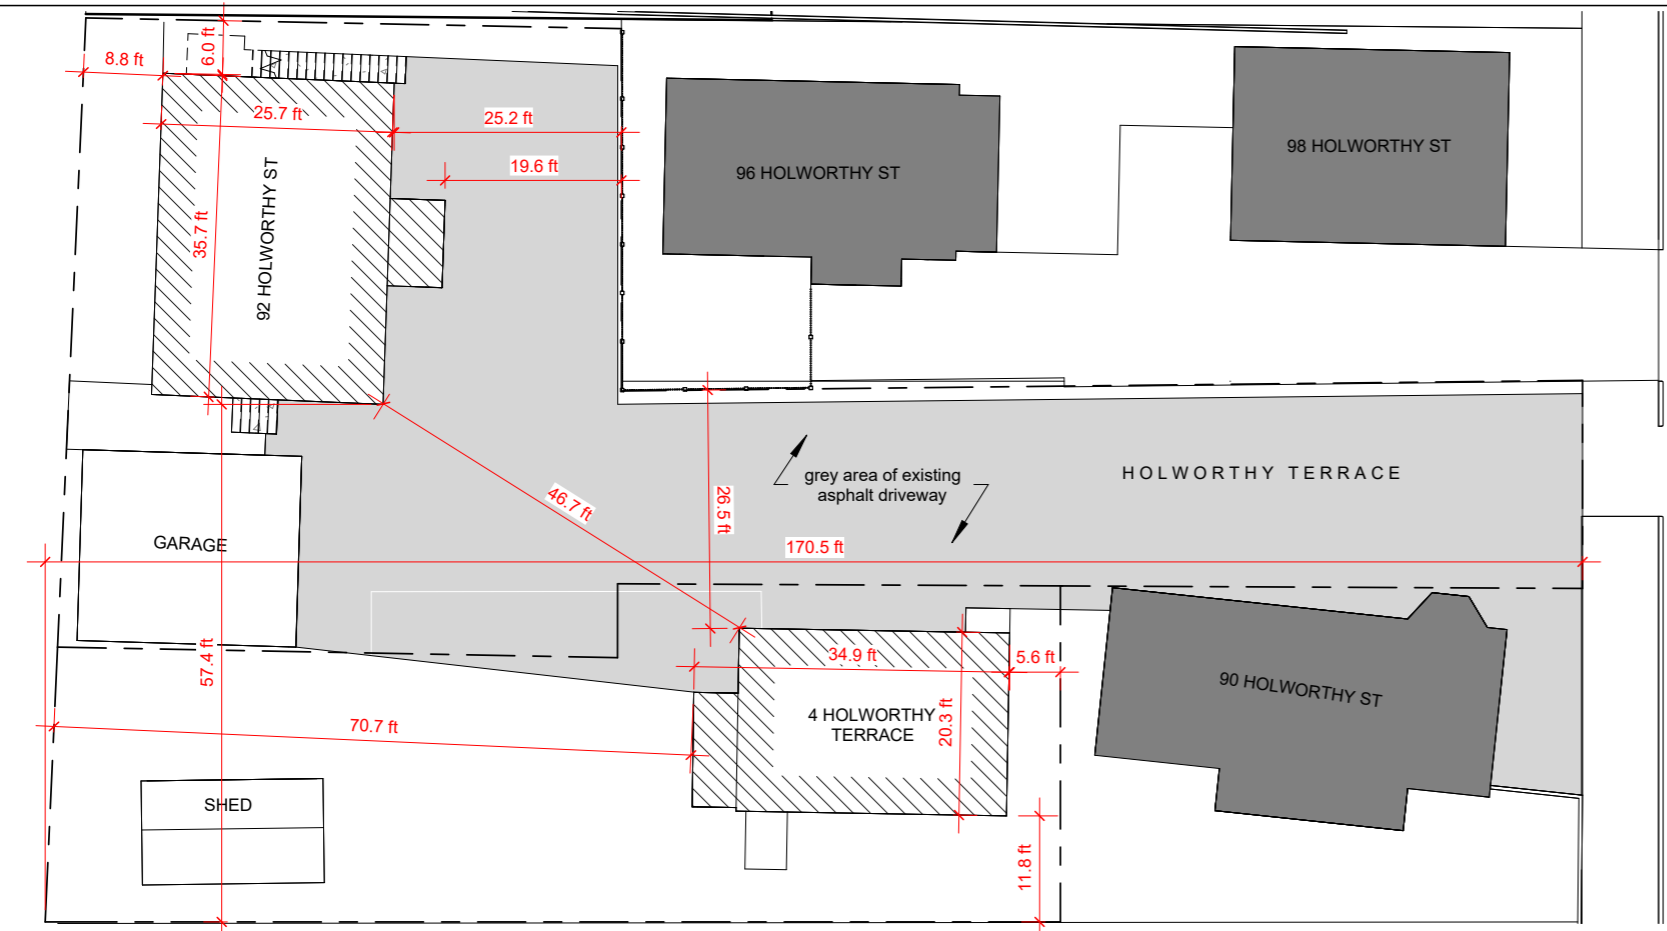 6.0 ft
8.8 ft
25.7 ft
25.2 ft
19.6 ft
92 HOLWORTHY ST
35.7 ft
96 HOLWORTHY ST
98 HOLWORTHY ST
46.7 ft
26.5 ft
grey area of existing
asphalt driveway
HOLWORTHY TERRACE
170.5 ft
GARAGE
57.4 ft
34.9 ft
5.6 ft
70.7 ft
4 HOLWORTHY
TERRACE
20.3 ft
90 HOLWORTHY ST
SHED
11.8 ft